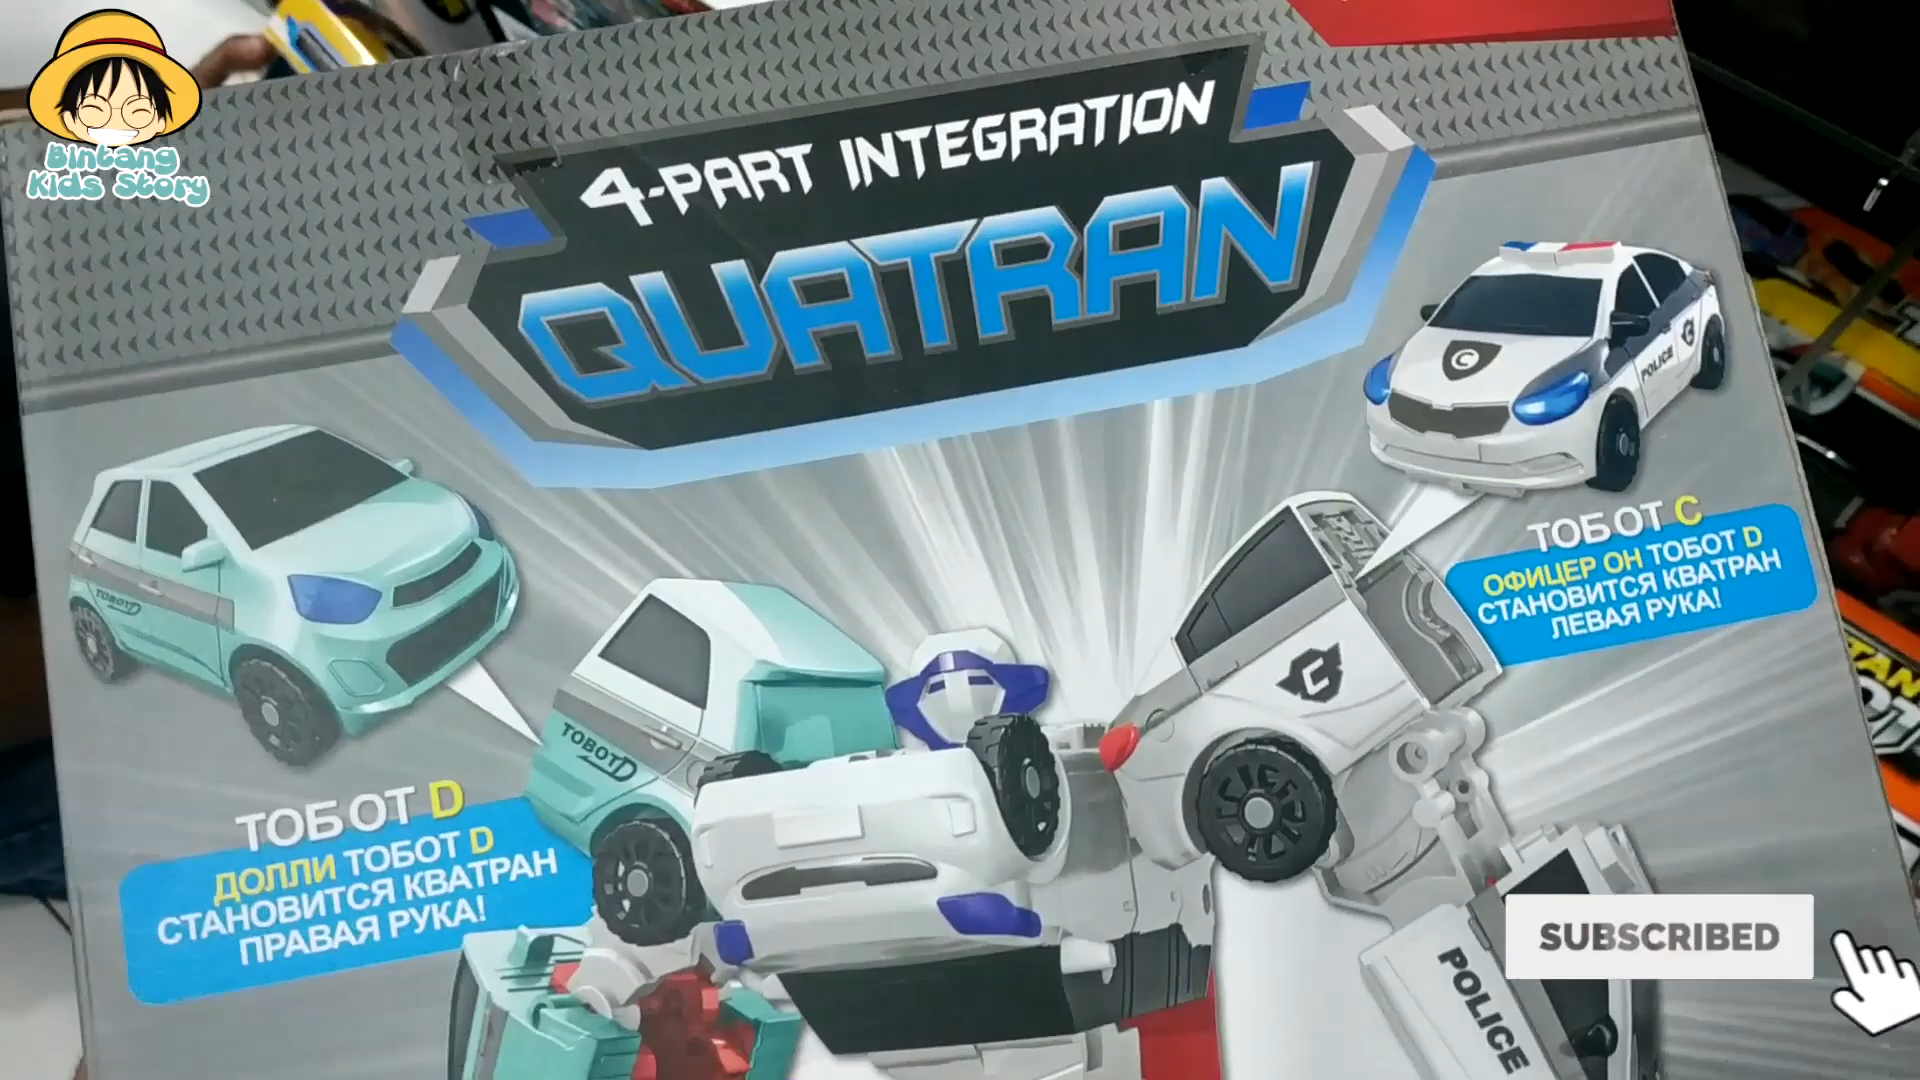 Bintang
Kids Story
4-PART INTEGRATION
QUATRAN
POLICE
ТОБОТ C
ОФИЦЕР ОН ТОБОТ D
СТАНОВИТСЯ КВАТРАН
ЛЕВАЯ РУКА!
TOBOT D
TOBOT D
ТОБОТ D
ДОЛЛИ ТОБОТ D
СТАНОВИТСЯ КВАТРАН
ПРАВАЯ РУКА!
POLICE
SUBSCRIBED